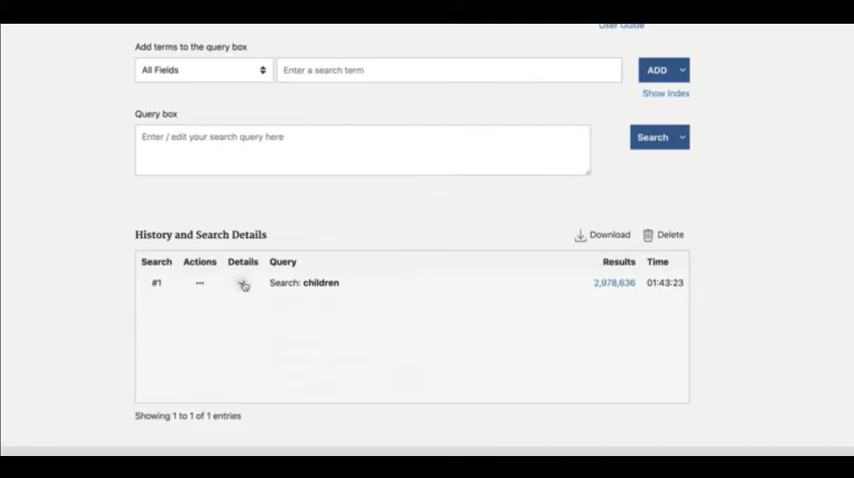 User Guide
Add terms to the query box
All Fields Enter a search term ADD
Show Index
Query box
Enter / edit your search query here Search
History and Search Details Download Delete
Search Actions Details Query Results Time
#1 ... Search: children 2,978,636 01:43:23
Showing 1 to 1 of 1 entries